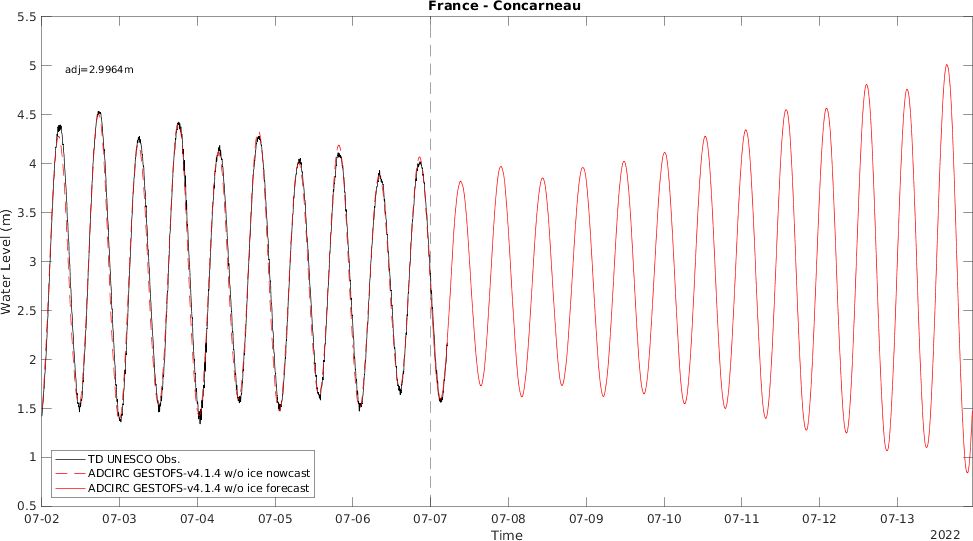 France - Concarneau
5.5
5
4.5
4
3.5
3
2.5
2
1.5
1
0.5
Water Level (m)
adj=2.9964m
TD UNESCO Obs.
ADCIRC GESTOFS-v4.1.4 w/o ice nowcast
ADCIRC GESTOFS-v4.1.4 w/o ice forecast
07-02 07-03 07-04 07-05 07-06 07-07 07-08 07-09 07-10 07-11 07-12 07-13
Time
2022